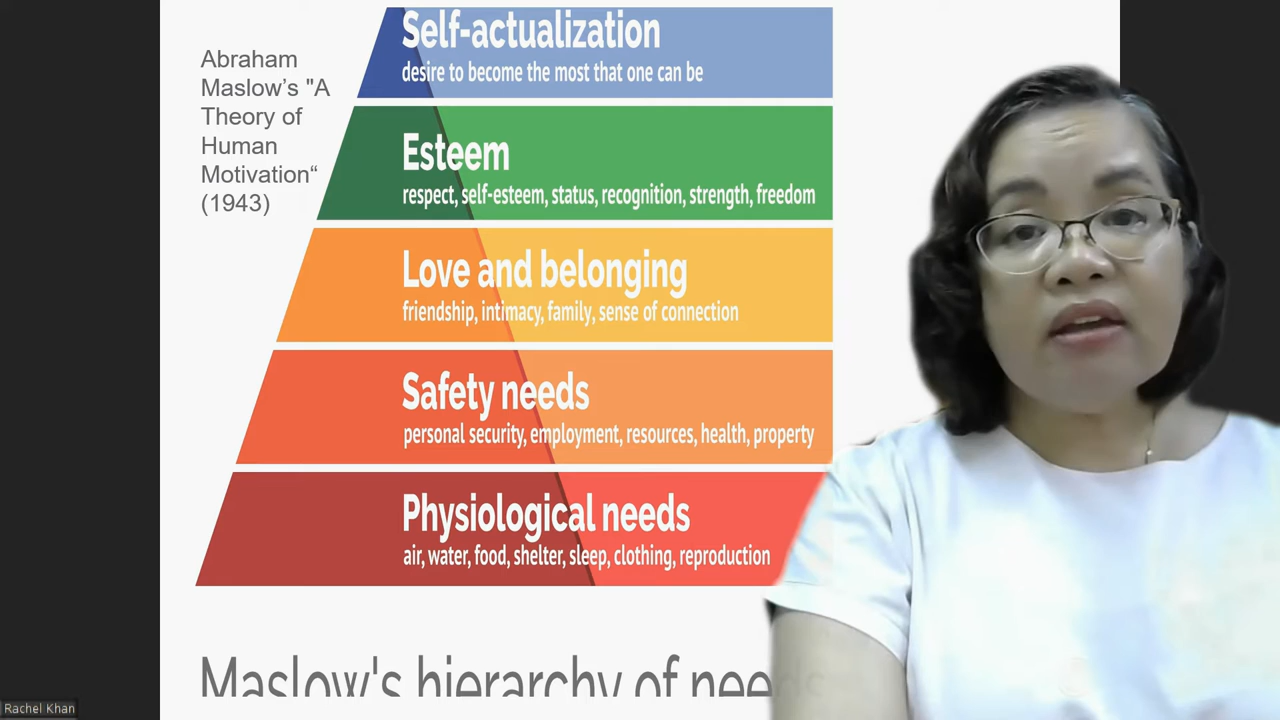 Abraham
Maslow’s "A
Theory of
Human
Motivation“
(1943)
Self-actualization
desire to become the most that one can be
Esteem
respect, self-esteem, status, recognition, strength, freedom
Love and belonging
friendship, intimacy, family, sense of connection
Safety needs
personal security, employment, resources, health, property
Physiological needs
air, water, food, shelter, sleep, clothing, reproduction
Maslow's hierarchy of needs
Rachel Khan